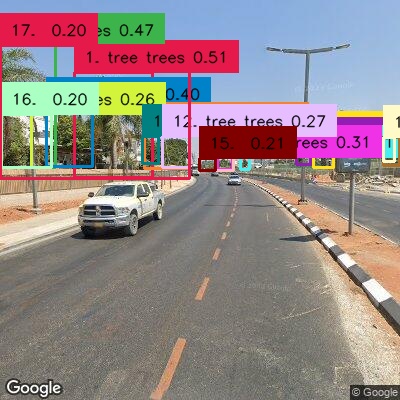 17. 0.20
es 0.47
1. tree trees 0.51
16. 0.20
es 0.26
0.40
12. tree trees 0.27
15. 0.21
rees 0.31
Google
© Google